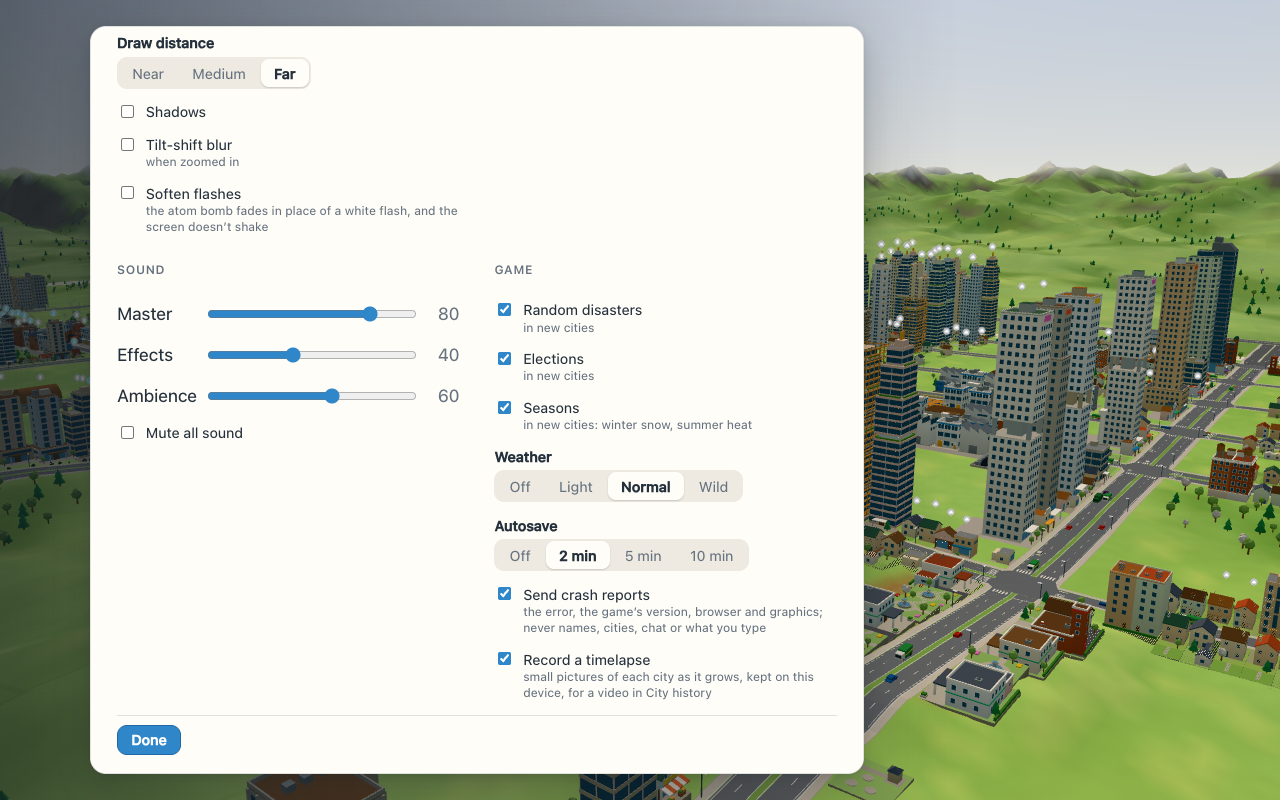 Draw distance
Near Medium Far
Shadows
Tilt-shift blur
when zoomed in
Soften flashes
the atom bomb fades in place of a white flash, and the
screen doesn't shake
SOUND
Master 80
Effects 40
Ambience 60
Mute all sound
GAME
Random disasters
in new cities
Elections
in new cities
Seasons
in new cities: winter snow, summer heat
Weather
Off Light Normal Wild
Autosave
Off 2 min 5 min 10 min
Send crash reports
the error, the game's version, browser and graphics;
never names, cities, chat or what you type
Record a timelapse
small pictures of each city as it grows, kept on this
device, for a video in City history
Done